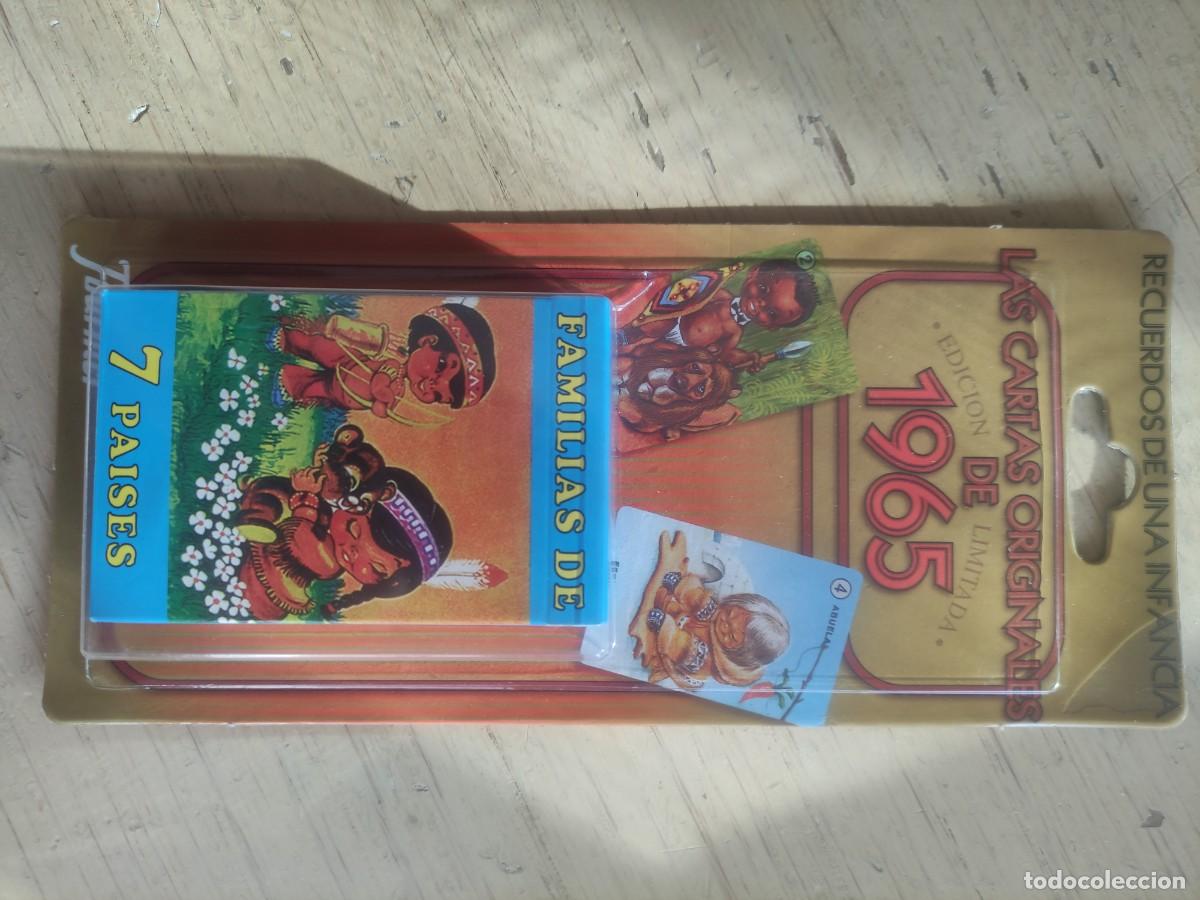 RECUERDOS DE UNA INFANCIA
LAS CARTAS ORIGINALES
DE
1965
• EDICION LIMITADA •
2
4 ABUELA
FAMILIAS DE
7 PAISES
Fournier
todocoleccion